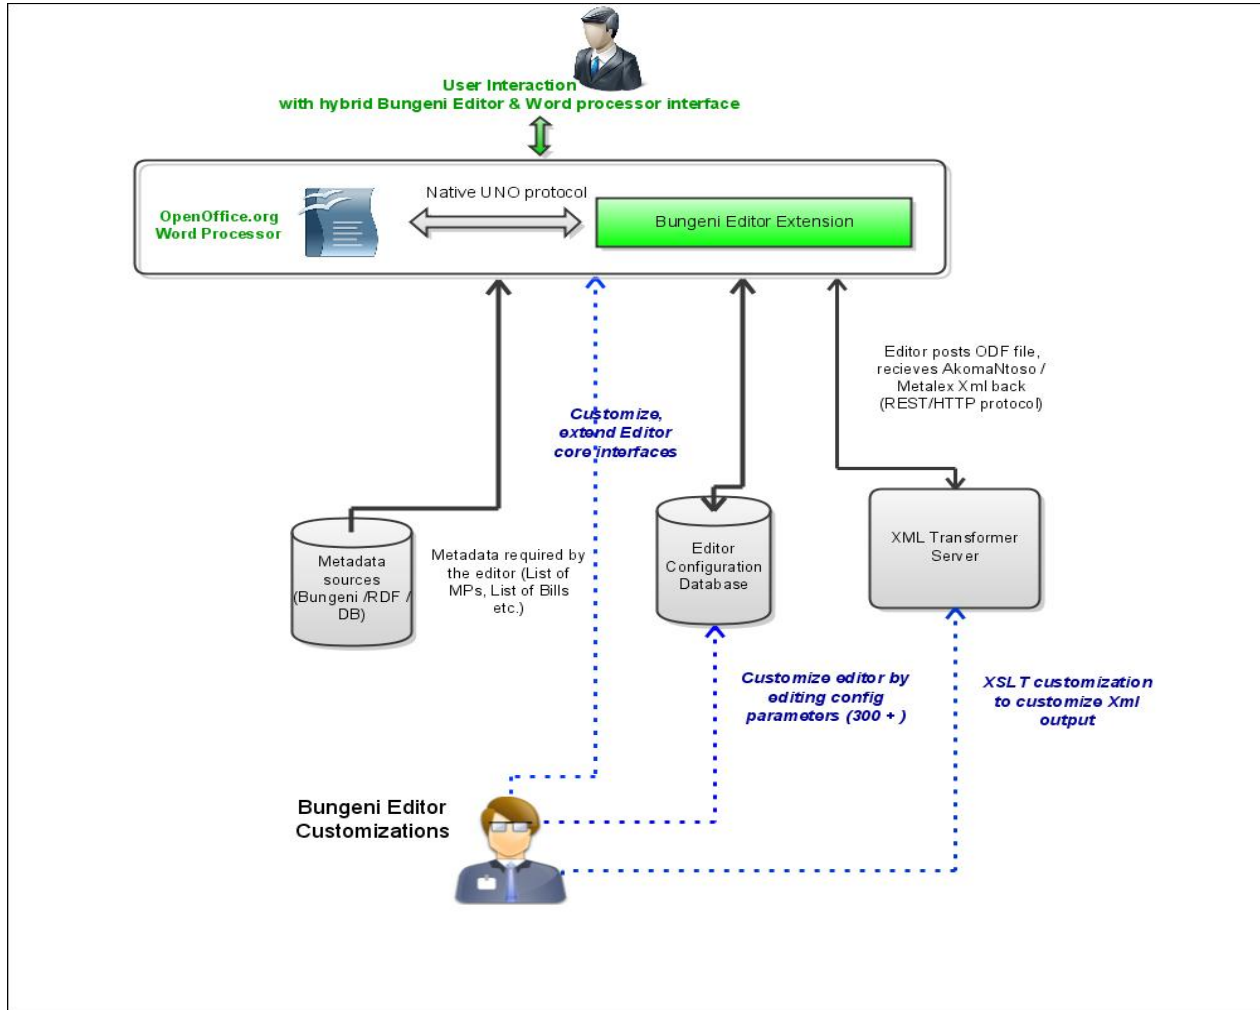 User Interaction
with hybrid Bungeni Editor & Word processor interface
OpenOffice.org
Word Processor
Native UNO protocol
Bungeni Editor Extension
Editor posts ODF file,
recieves AkomaNtoso /
Metalex Xml back
(REST/HTTP protocol)
Customize,
extend Editor
core interfaces
Metadata
sources
(Bungeni /RDF /
DB)
Metadata required by
the editor (List of
MPs, List of Bills
etc.)
Editor
Configuration
Database
XML Transformer
Server
Customize editor by
editing config
parameters (300 + )
XSLT customization
to customize Xml
output
Bungeni Editor
Customizations